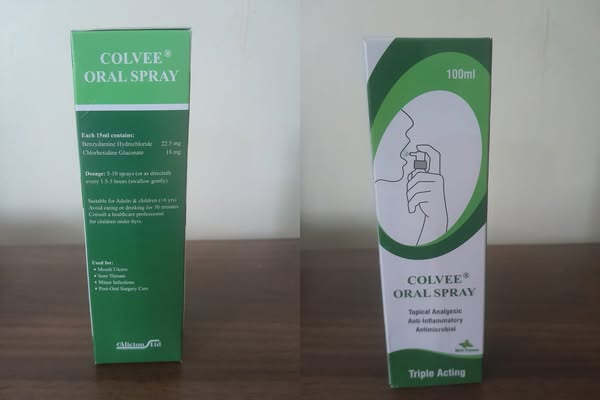 COLVEE®
ORAL SPRAY
Each 15ml contains:
Benzydamine Hydrochloride 22.5 mg
Chlorhexidine Gluconate 18 mg
Dosage: 5-10 sprays (or as directed)
every 1.5-3 hours (swallow gently)
Suitable for Adults & children (>6 yrs)
Avoid eating or drinking for 30 minutes
Consult a healthcare professional
for children under 6yrs.
Used for:
• Mouth Ulcers
• Sore Throats
• Minor Infections
• Post-Oral Surgery Care
100ml
COLVEE®
ORAL SPRAY
Topical Analgesic
Anti-Inflammatory
Antimicrobial
Mint Flavour
Triple Acting